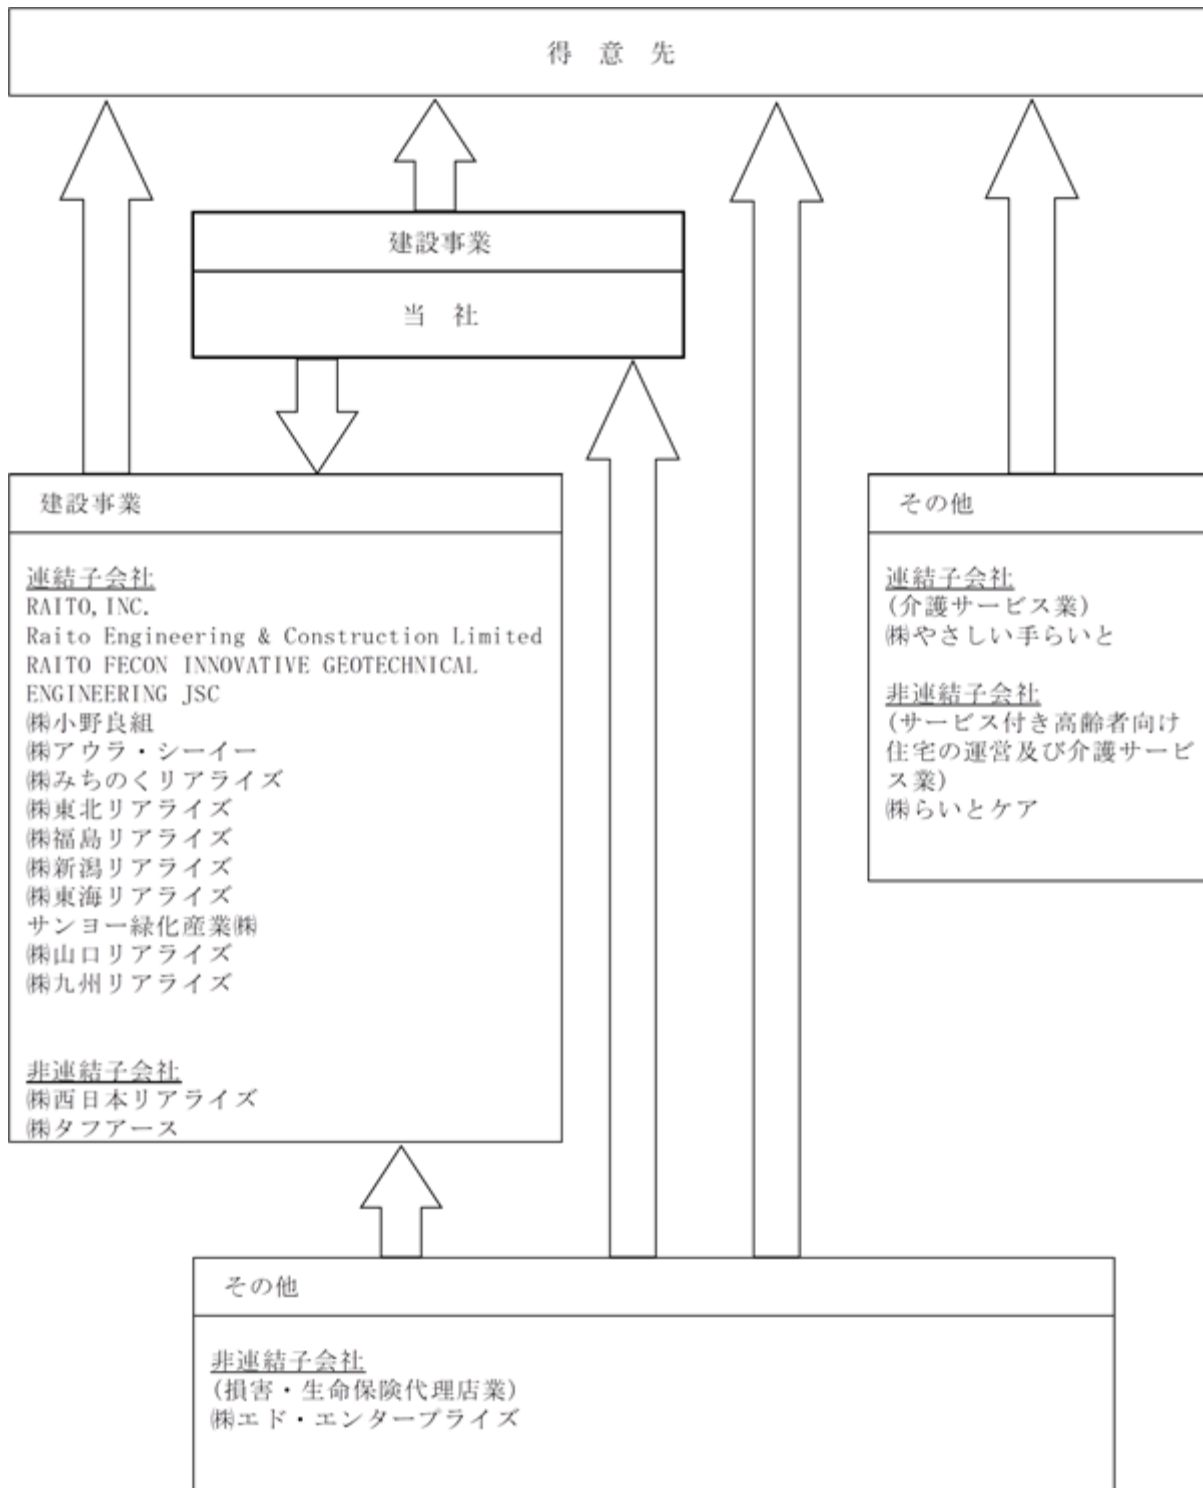 得 意 先
建設事業
当 社
建設事業
連結子会社
RAITO,INC.
Raito Engineering & Construction Limited
RAITO FECON INNOVATIVE GEOTECHNICAL
ENGINEERING JSC
㈱小野良組
㈱アウラ・シーイー
㈱みちのくリアライズ
㈱東北リアライズ
㈱福島リアライズ
㈱新潟リアライズ
㈱東海リアライズ
サンヨー緑化産業㈱
㈱山口リアライズ
㈱九州リアライズ
非連結子会社
㈱西日本リアライズ
㈱タフアース
その他
連結子会社
(介護サービス業)
㈱やさしい手らいと
非連結子会社
(サービス付き高齢者向け
住宅の運営及び介護サービ
ス業)
㈱らいとケア
その他
非連結子会社
(損害・生命保険代理店業)
㈱エド・エンタープライズ